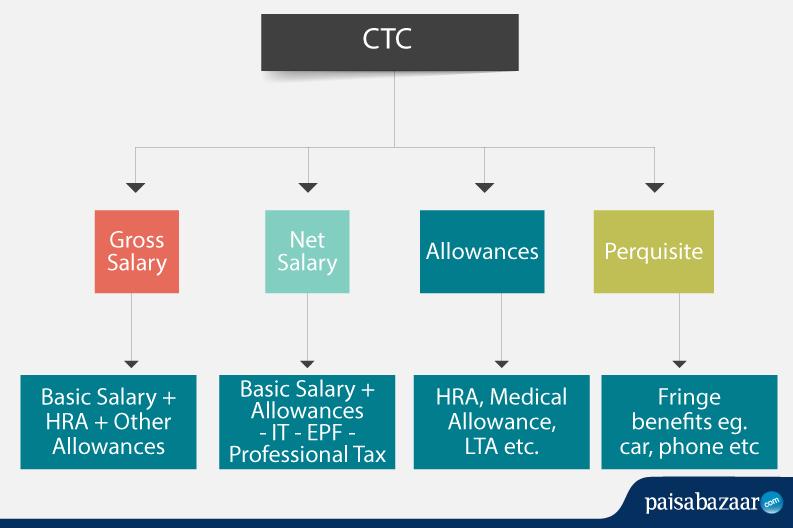 CTC
Gross
Salary
Net
Salary
Allowances
Perquisite
Basic Salary +
HRA + Other
Allowances
Basic Salary +
Allowances
- IT - EPF -
Professional Tax
HRA, Medical
Allowance,
LTA etc.
Fringe
benefits eg.
car, phone etc
paisabazaar com